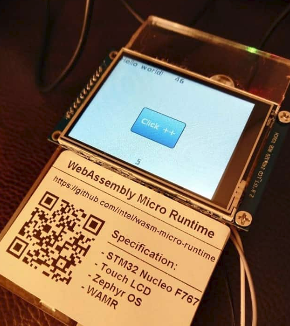 Hello world! 46
Click ++
5
WebAssembly Micro Runtime
https://github.com/intel/wasm-micro-runtime
Specification:
- STM32 Nucleo F767
- Touch LCD
- Zephyr OS
- WAMR